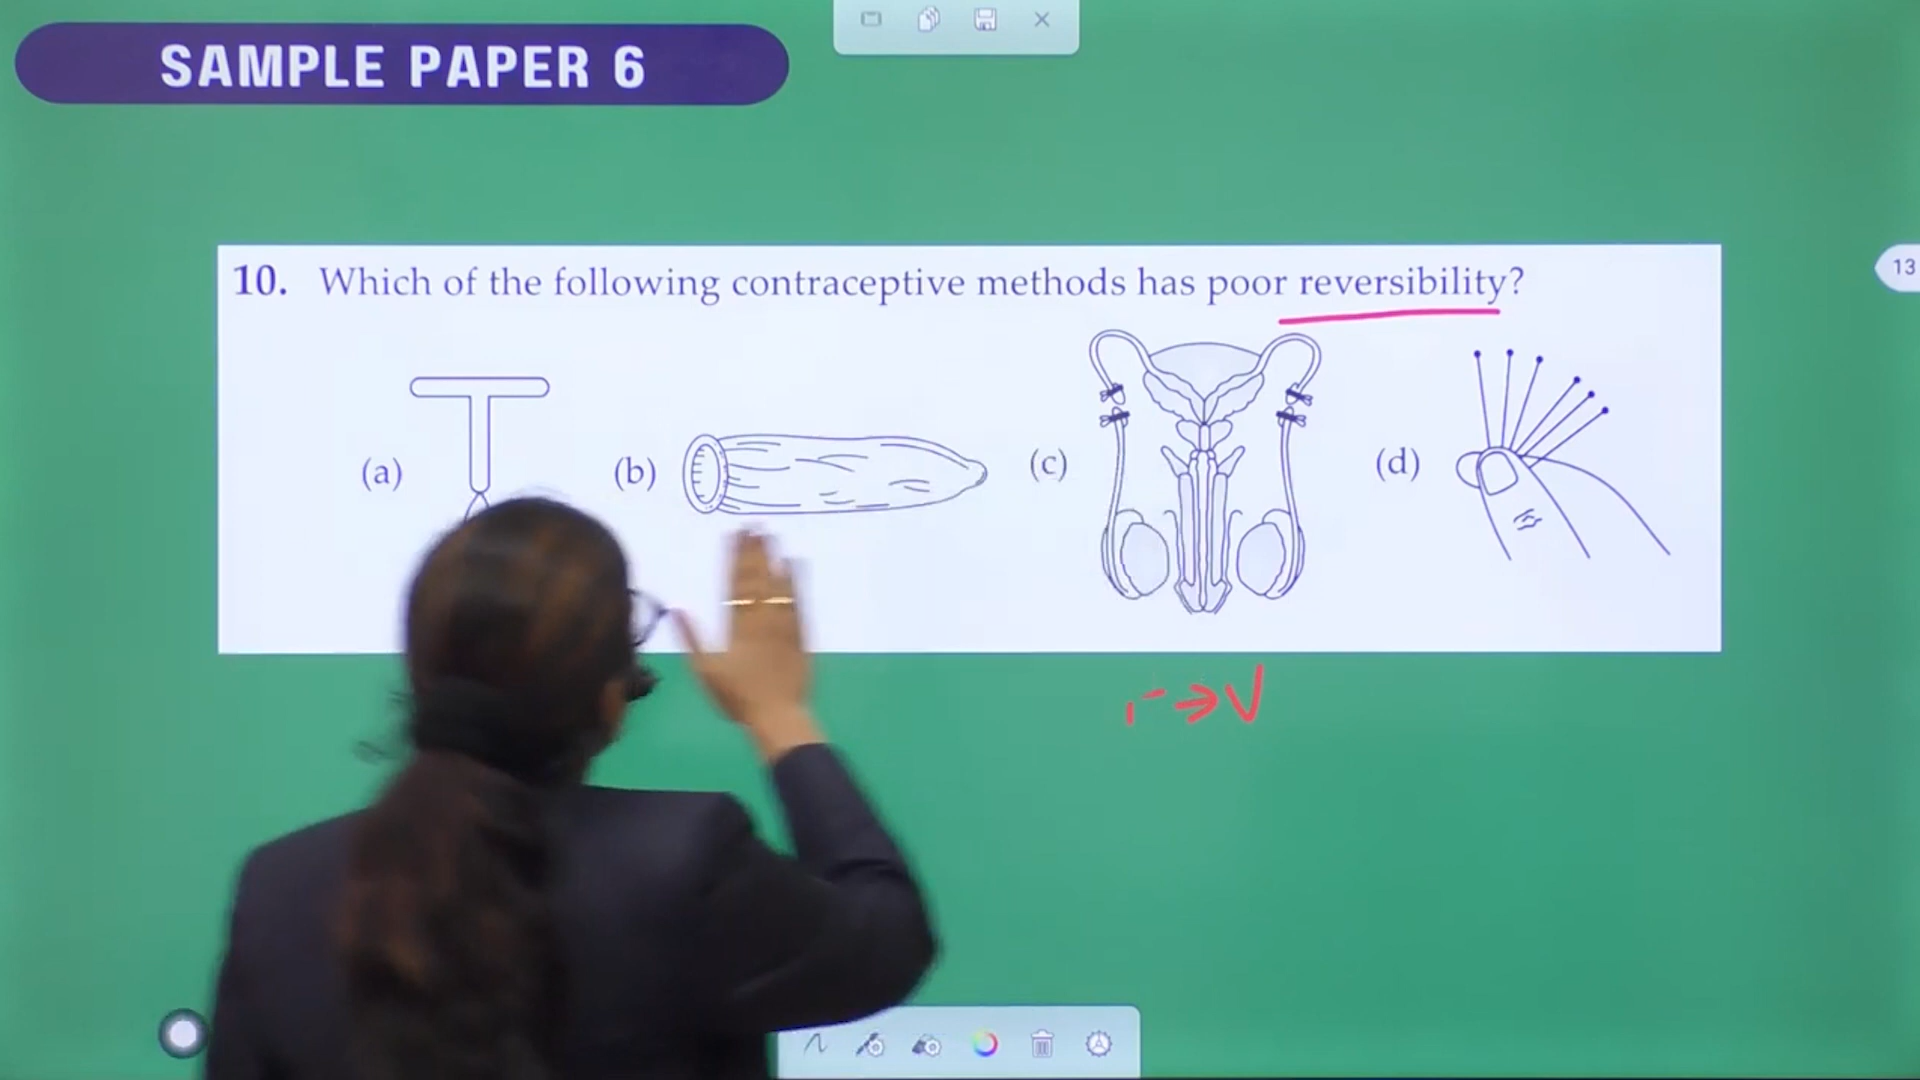 SAMPLE PAPER 6
10. Which of the following contraceptive methods has poor reversibility?
(a)
(b)
(c)
(d)
13